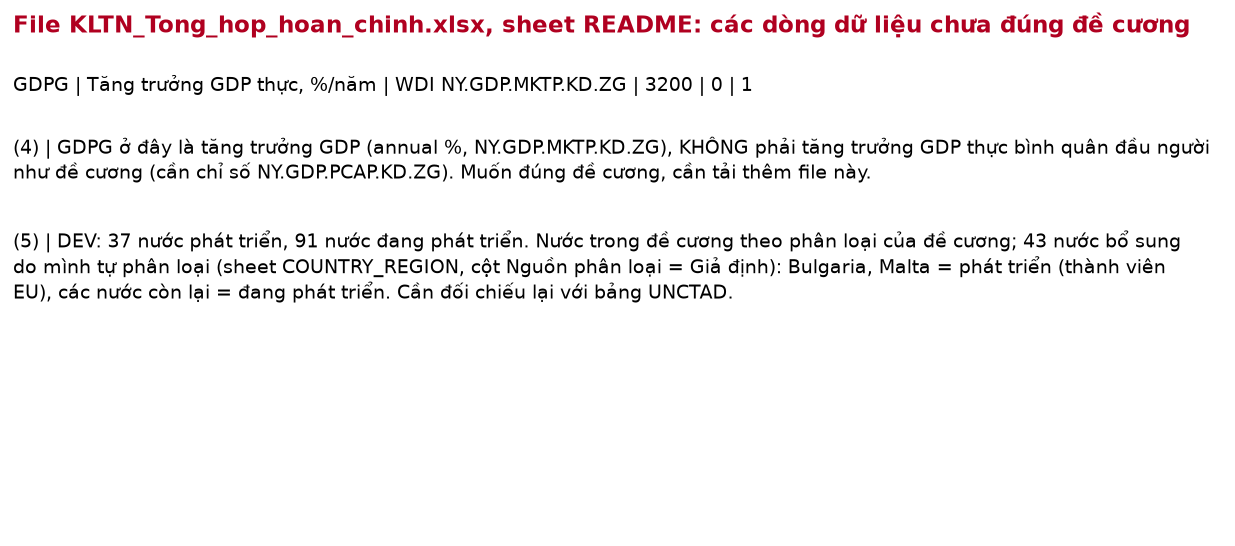 File KLTN_Tong_hop_hoan_chinh.xlsx, sheet README: các dòng dữ liệu chưa đúng đề cương
GDPG | Tăng trưởng GDP thực, %/năm | WDI NY.GDP.MKTP.KD.ZG | 3200 | 0 | 1
(4) | GDPG ở đây là tăng trưởng GDP (annual %, NY.GDP.MKTP.KD.ZG), KHÔNG phải tăng trưởng GDP thực bình quân đầu người
như đề cương (cần chỉ số NY.GDP.PCAP.KD.ZG). Muốn đúng đề cương, cần tải thêm file này.
(5) | DEV: 37 nước phát triển, 91 nước đang phát triển. Nước trong đề cương theo phân loại của đề cương; 43 nước bổ sung
do mình tự phân loại (sheet COUNTRY_REGION, cột Nguồn phân loại = Giả định): Bulgaria, Malta = phát triển (thành viên
EU), các nước còn lại = đang phát triển. Cần đối chiếu lại với bảng UNCTAD.